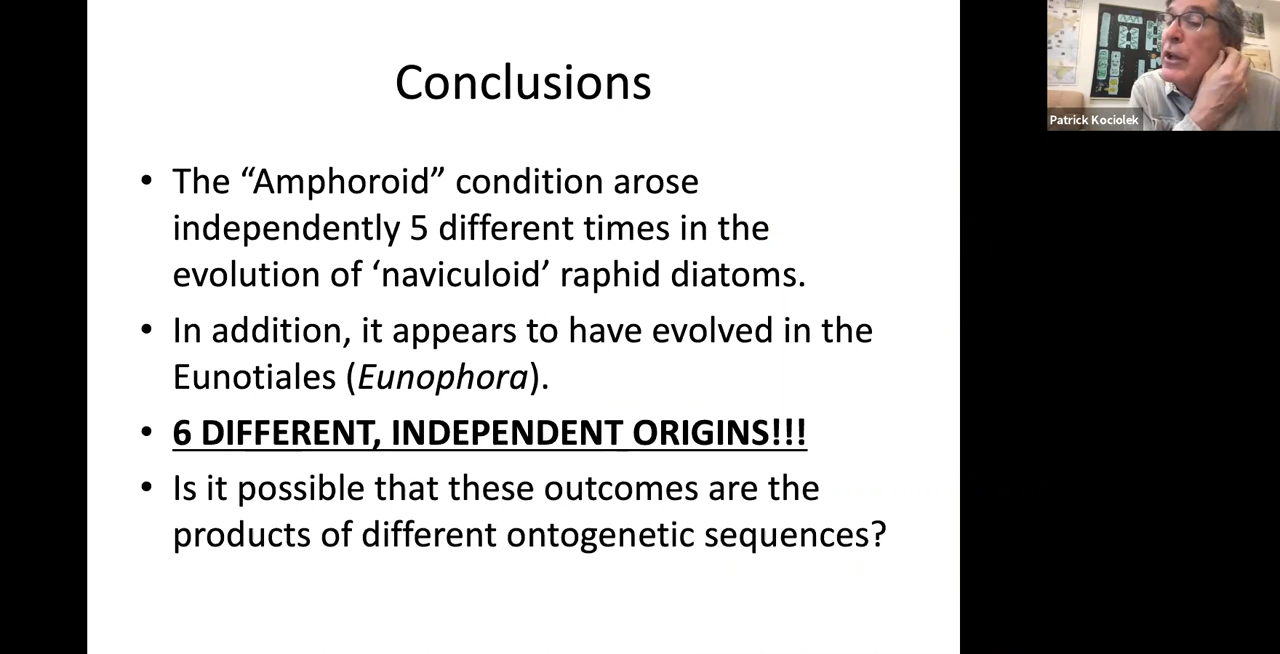 Conclusions
• The “Amphoroid” condition arose
independently 5 different times in the
evolution of ‘naviculoid’ raphid diatoms.
• In addition, it appears to have evolved in the
Eunotiales (Eunophora).
• 6 DIFFERENT, INDEPENDENT ORIGINS!!!
• Is it possible that these outcomes are the
products of different ontogenetic sequences?
Patrick Kociolek